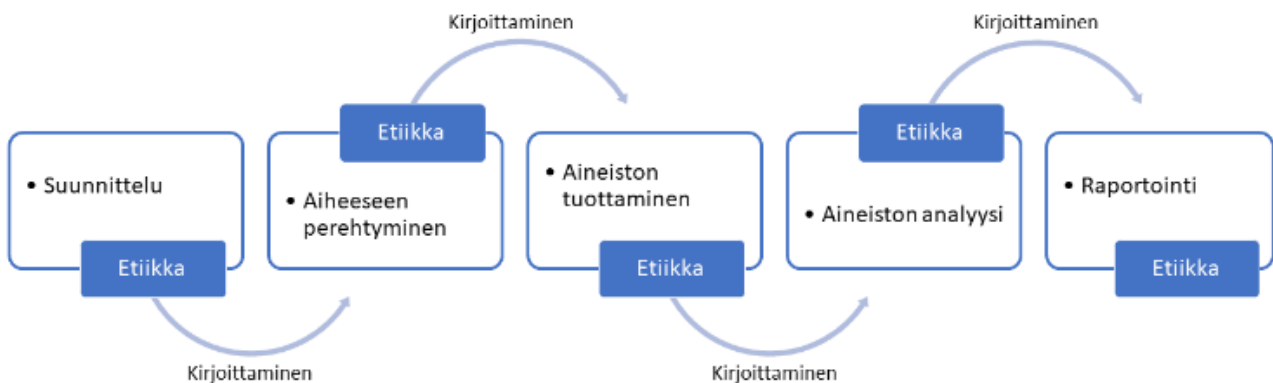 Kirjoittaminen
Kirjoittaminen
Etiikka
Etiikka
• Suunnittelu
• Aiheeseen
perehtyminen
• Aineiston
tuottaminen
• Aineiston analyysi
• Raportointi
Etiikka
Etiikka
Etiikka
Kirjoittaminen
Kirjoittaminen